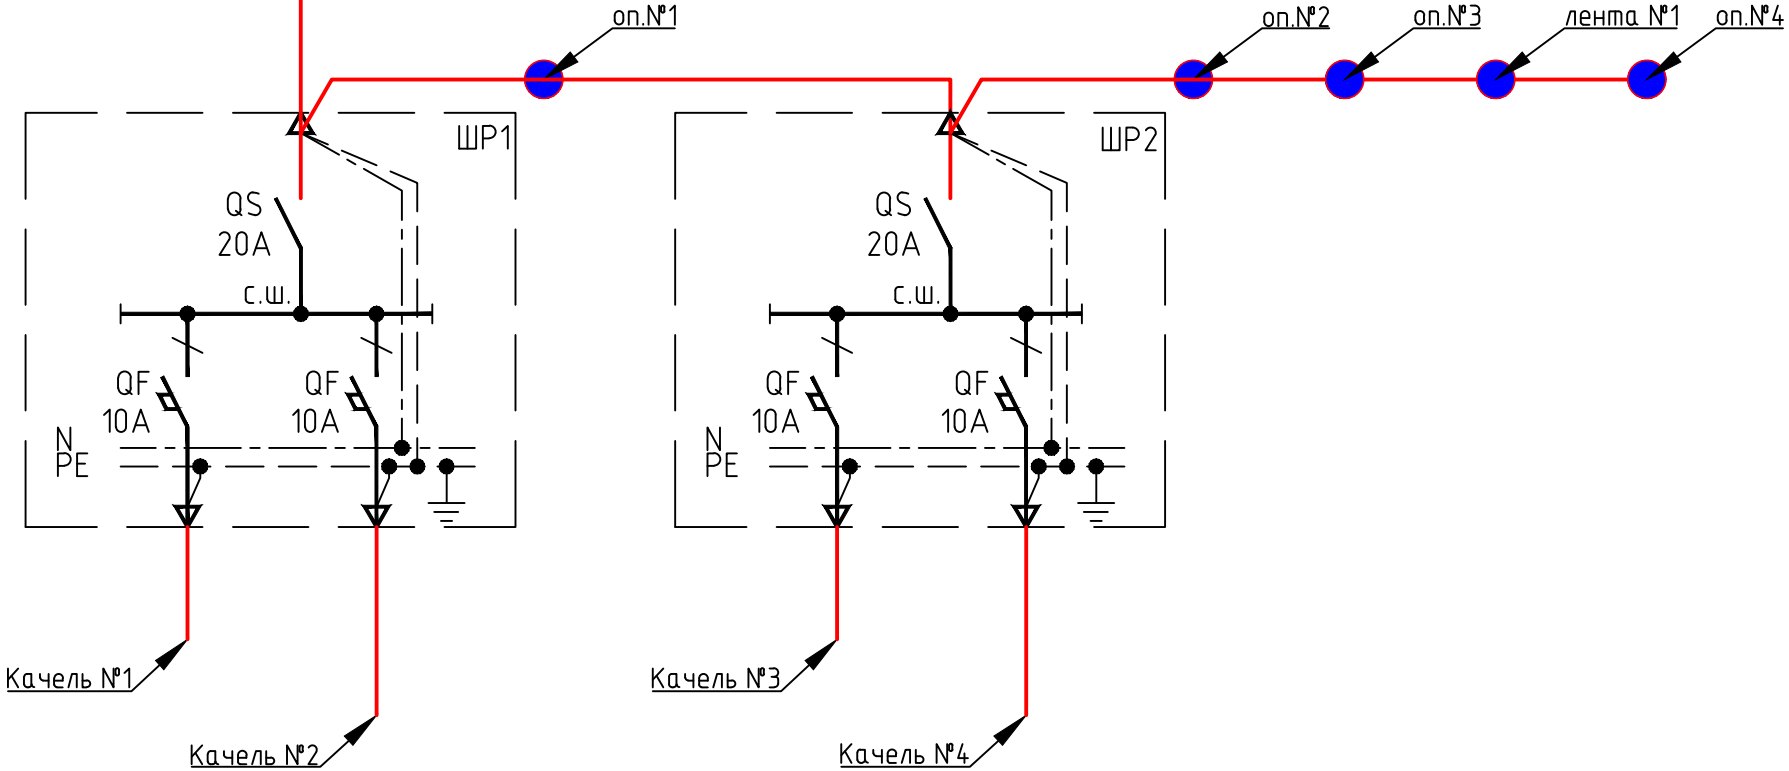 оп.№1
оп.№2
оп.№3
лента №1
оп.№4
ШР1
ШР2
QS
20А
QS
20А
с.ш.
с.ш.
QF
10А
QF
10А
QF
10А
QF
10А
N
PE
N
PE
Качель №1
Качель №3
Качель №2
Качель №4